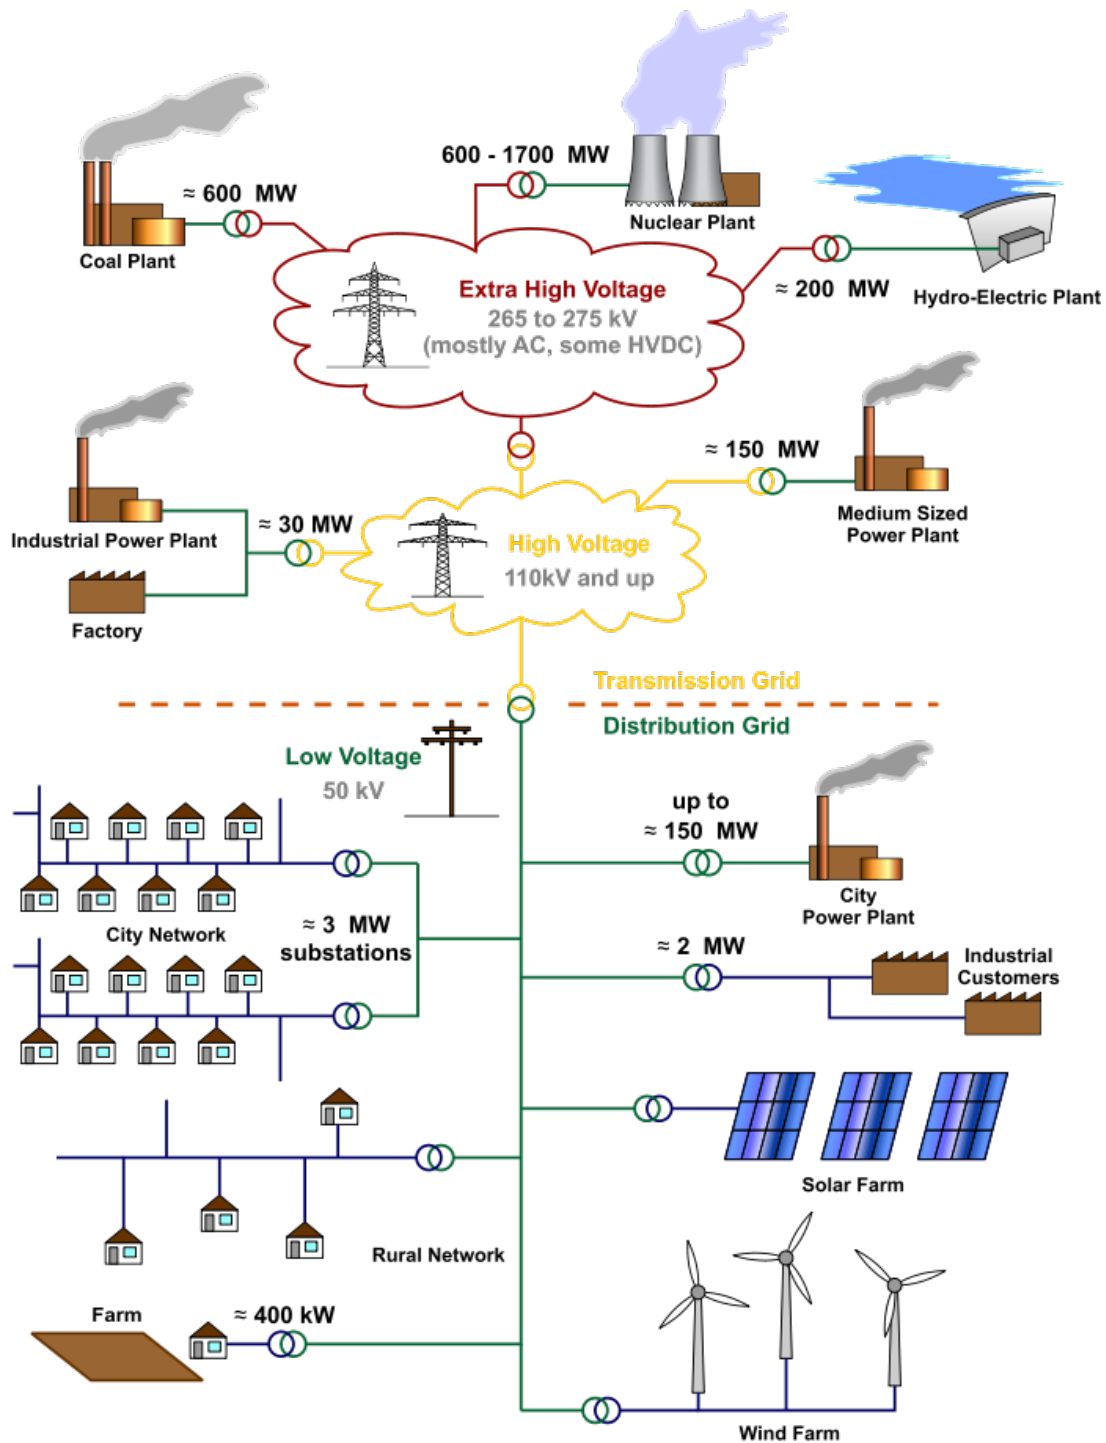 600 - 1700  MW
≈ 600  MW
Nuclear Plant
Coal Plant
≈ 200  MW
Hydro-Electric Plant
Extra High Voltage
265 to 275 kV
(mostly AC, some HVDC)
≈ 150  MW
Medium Sized
Power Plant
Industrial Power Plant
≈ 30 MW
Factory
High Voltage
110kV and up
Transmission Grid
Distribution Grid
Low Voltage
50 kV
up to
≈ 150  MW
City
Power Plant
City Network
≈ 3  MW
substations
≈ 2  MW
Industrial
Customers
Solar Farm
Rural Network
Farm
≈ 400 kW
Wind Farm